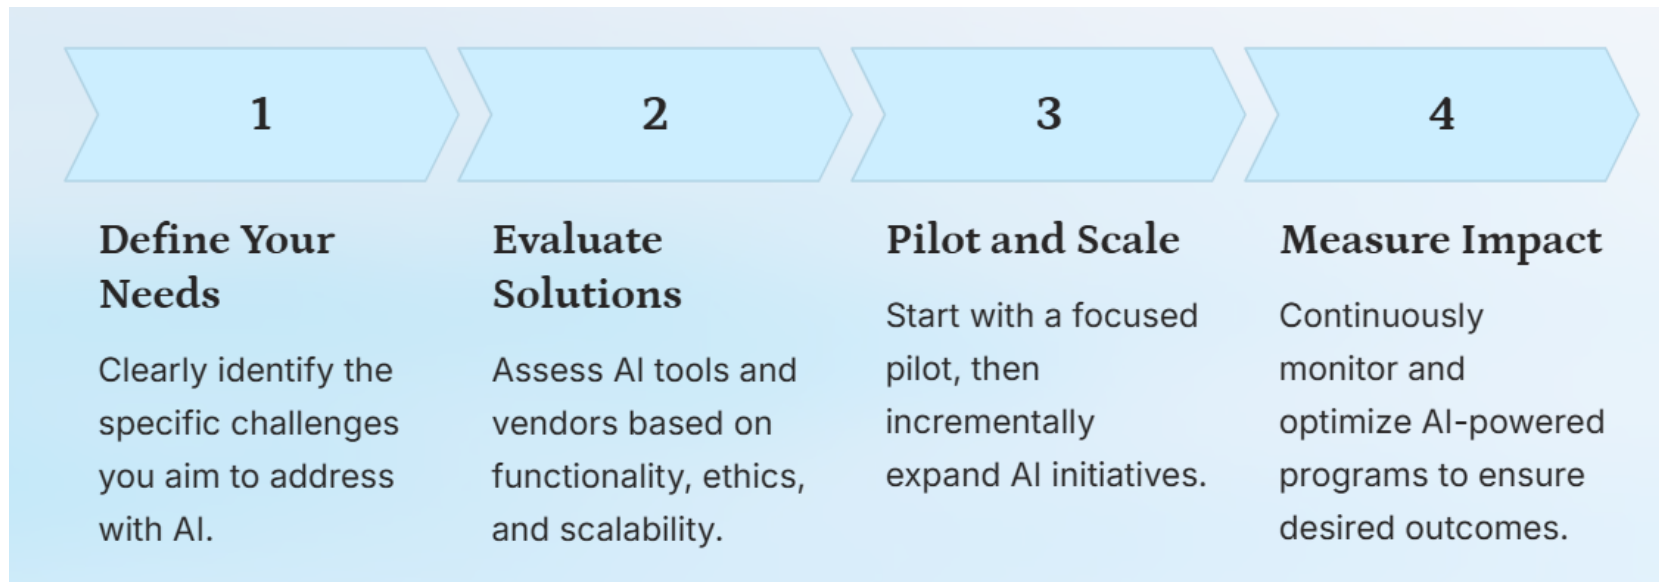 1
2
3
4
Define Your
Needs
Clearly identify the
specific challenges
you aim to address
with AI.
Evaluate
Solutions
Assess AI tools and
vendors based on
functionality, ethics,
and scalability.
Pilot and Scale
Start with a focused
pilot, then
incrementally
expand AI initiatives.
Measure Impact
Continuously
monitor and
optimize AI-powered
programs to ensure
desired outcomes.